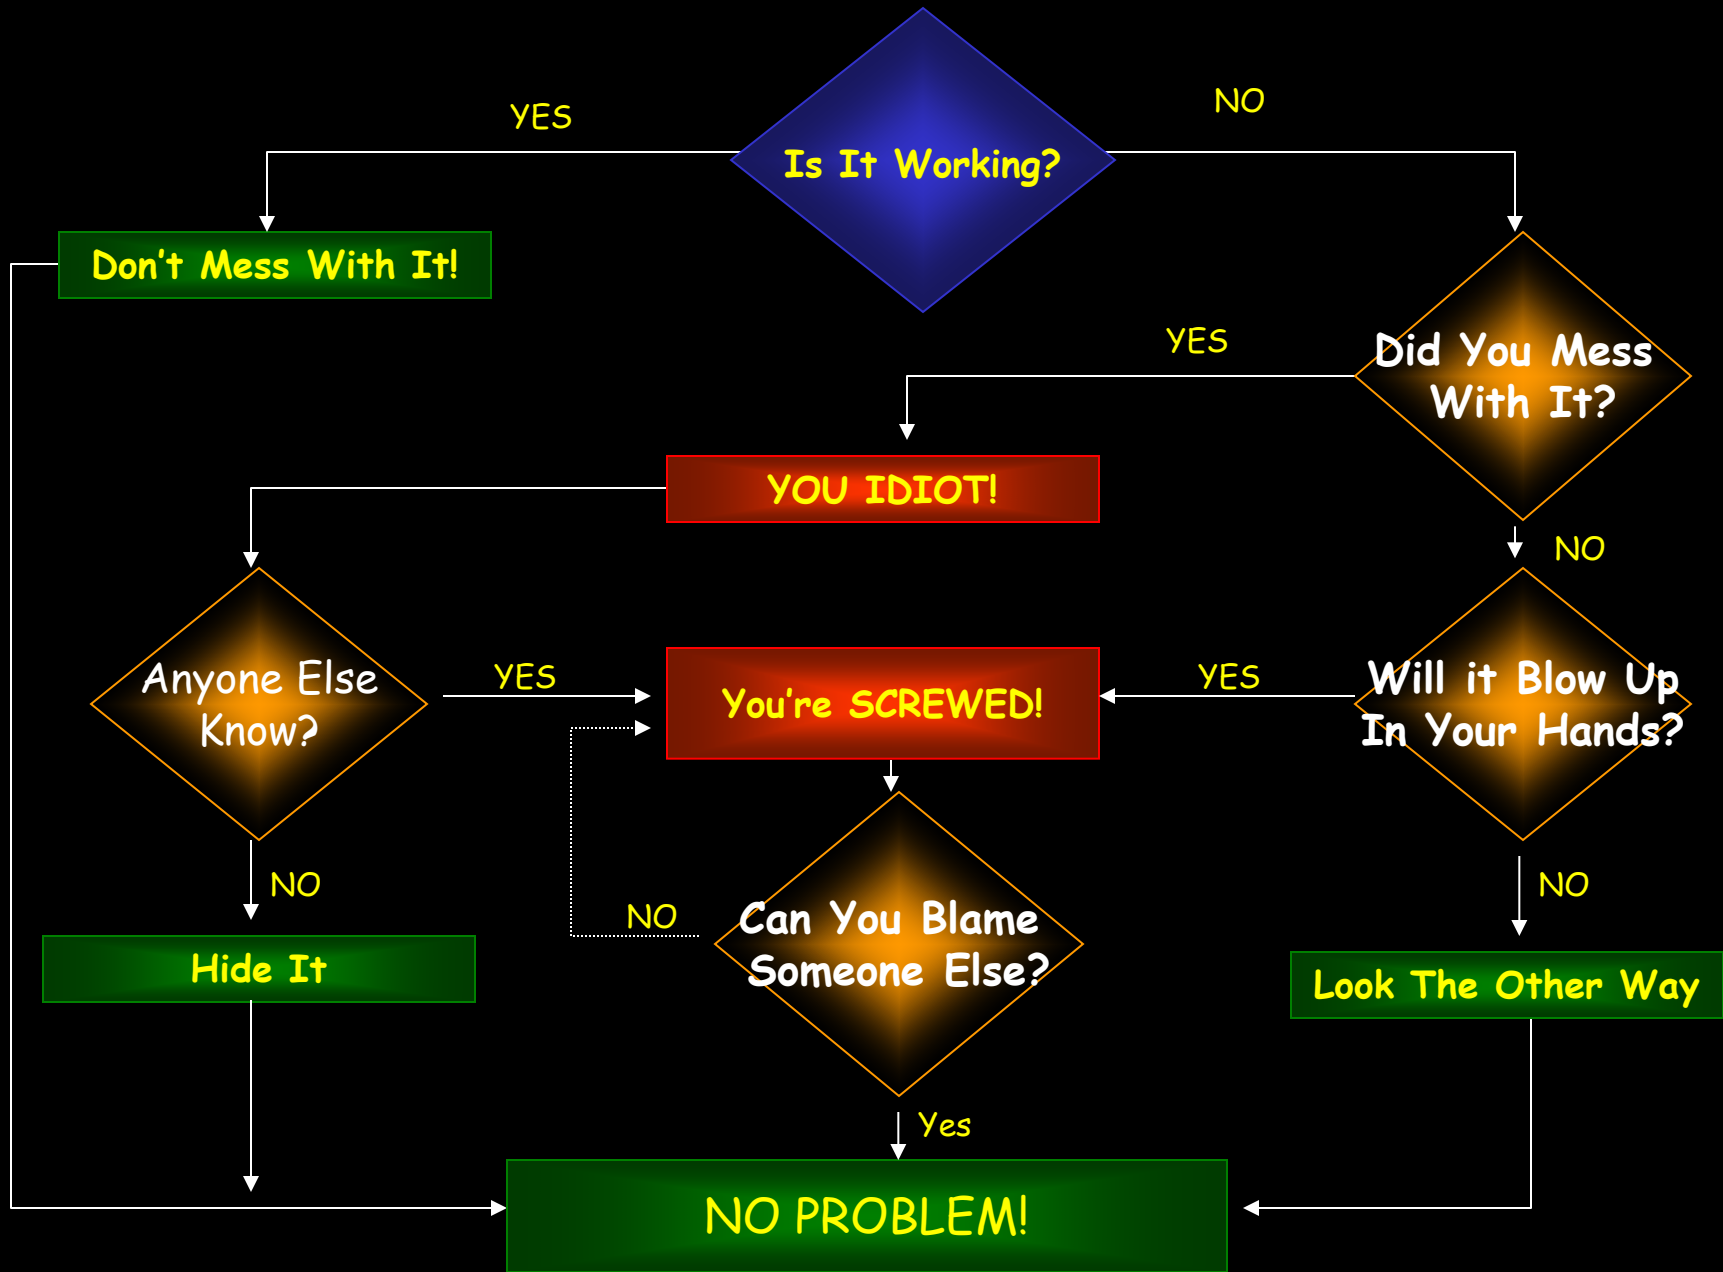 YES
NO
Is It Working?
Don't Mess With It!
YES
Did You Mess
With It?
YOU IDIOT!
NO
Anyone Else
Know?
YES
You're SCREWED!
YES
Will it Blow Up
In Your Hands?
NO
NO
NO
Can You Blame
Someone Else?
Hide It
Look The Other Way
Yes
NO PROBLEM!